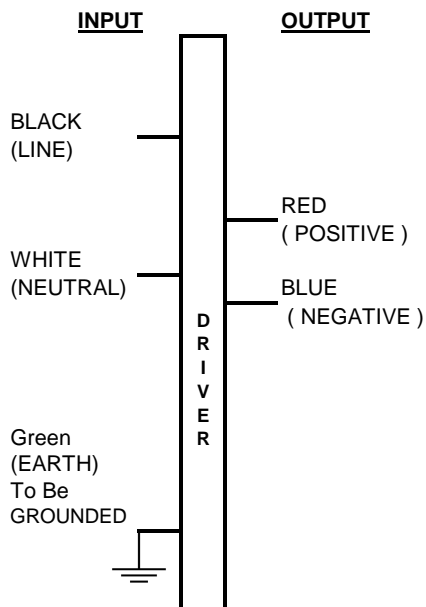 INPUT
OUTPUT
BLACK
(LINE)
RED
( POSITIVE )
WHITE
(NEUTRAL)
BLUE
( NEGATIVE )
D
R
I
V
E
R
Green
(EARTH)
To Be
GROUNDED